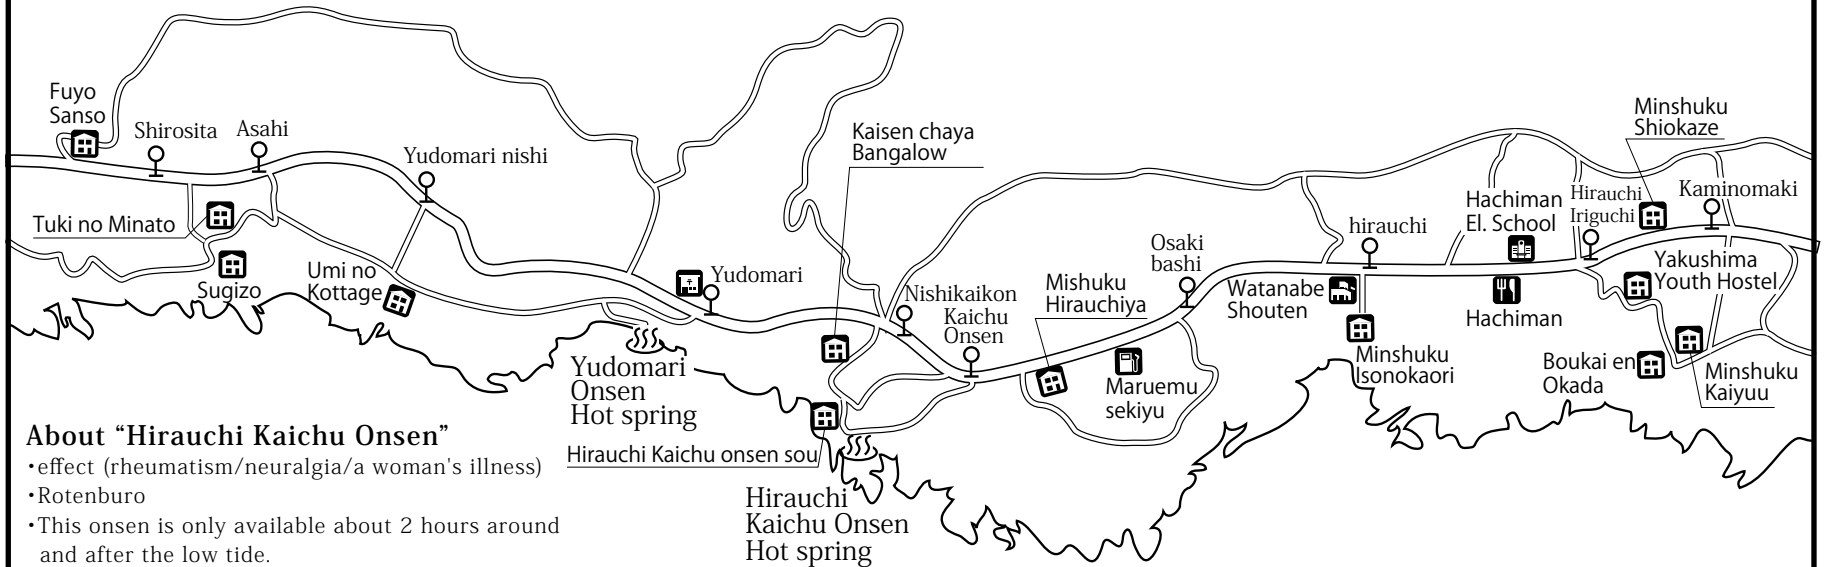 Fuyo
Sanso
Shirosita
Asahi
Yudomari nishi
Tuki no Minato
Sugizo
Umi no
Kottage
Yudomari
Yudomari
Onsen
Hot spring
Kaisen chaya
Bangalow
Nishikaikon
Kaichu
Onsen
Hirauchi Kaichu onsen sou
Hirauchi
Kaichu Onsen
Hot spring
Mishuku
Hirauchiya
Maruemu
sekiyu
Osaki
bashi
Watanabe
Shouten
hirauchi
Minshuku
Isonokaori
Hachiman
El. School
Hachiman
Hirauchi
Iriguchi
Minshuku
Shiokaze
Kaminomaki
Yakushima
Youth Hostel
Boukai en
Okada
Minshuku
Kaiyuu
About “Hirauchi Kaichu Onsen”
・effect (rheumatism/neuralgia/a woman's illness)
・Rotenburo
・This onsen is only available about 2 hours around
and after the low tide.